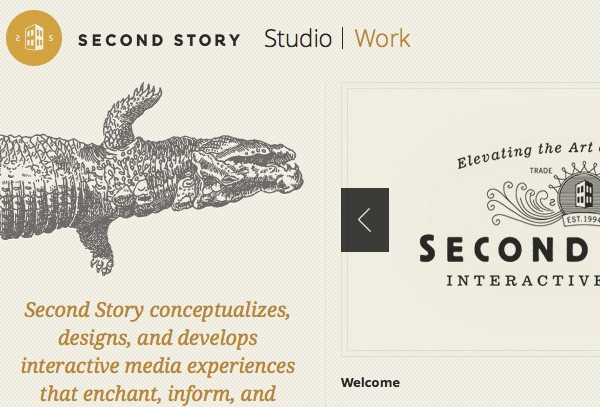 2 S SECOND STORY Studio | Work
Elevating the Art
TRADE
EST. 1994
SECOND
INTERACTIVE
Second Story conceptualizes,
designs, and develops
interactive media experiences
that enchant, inform, and
Welcome